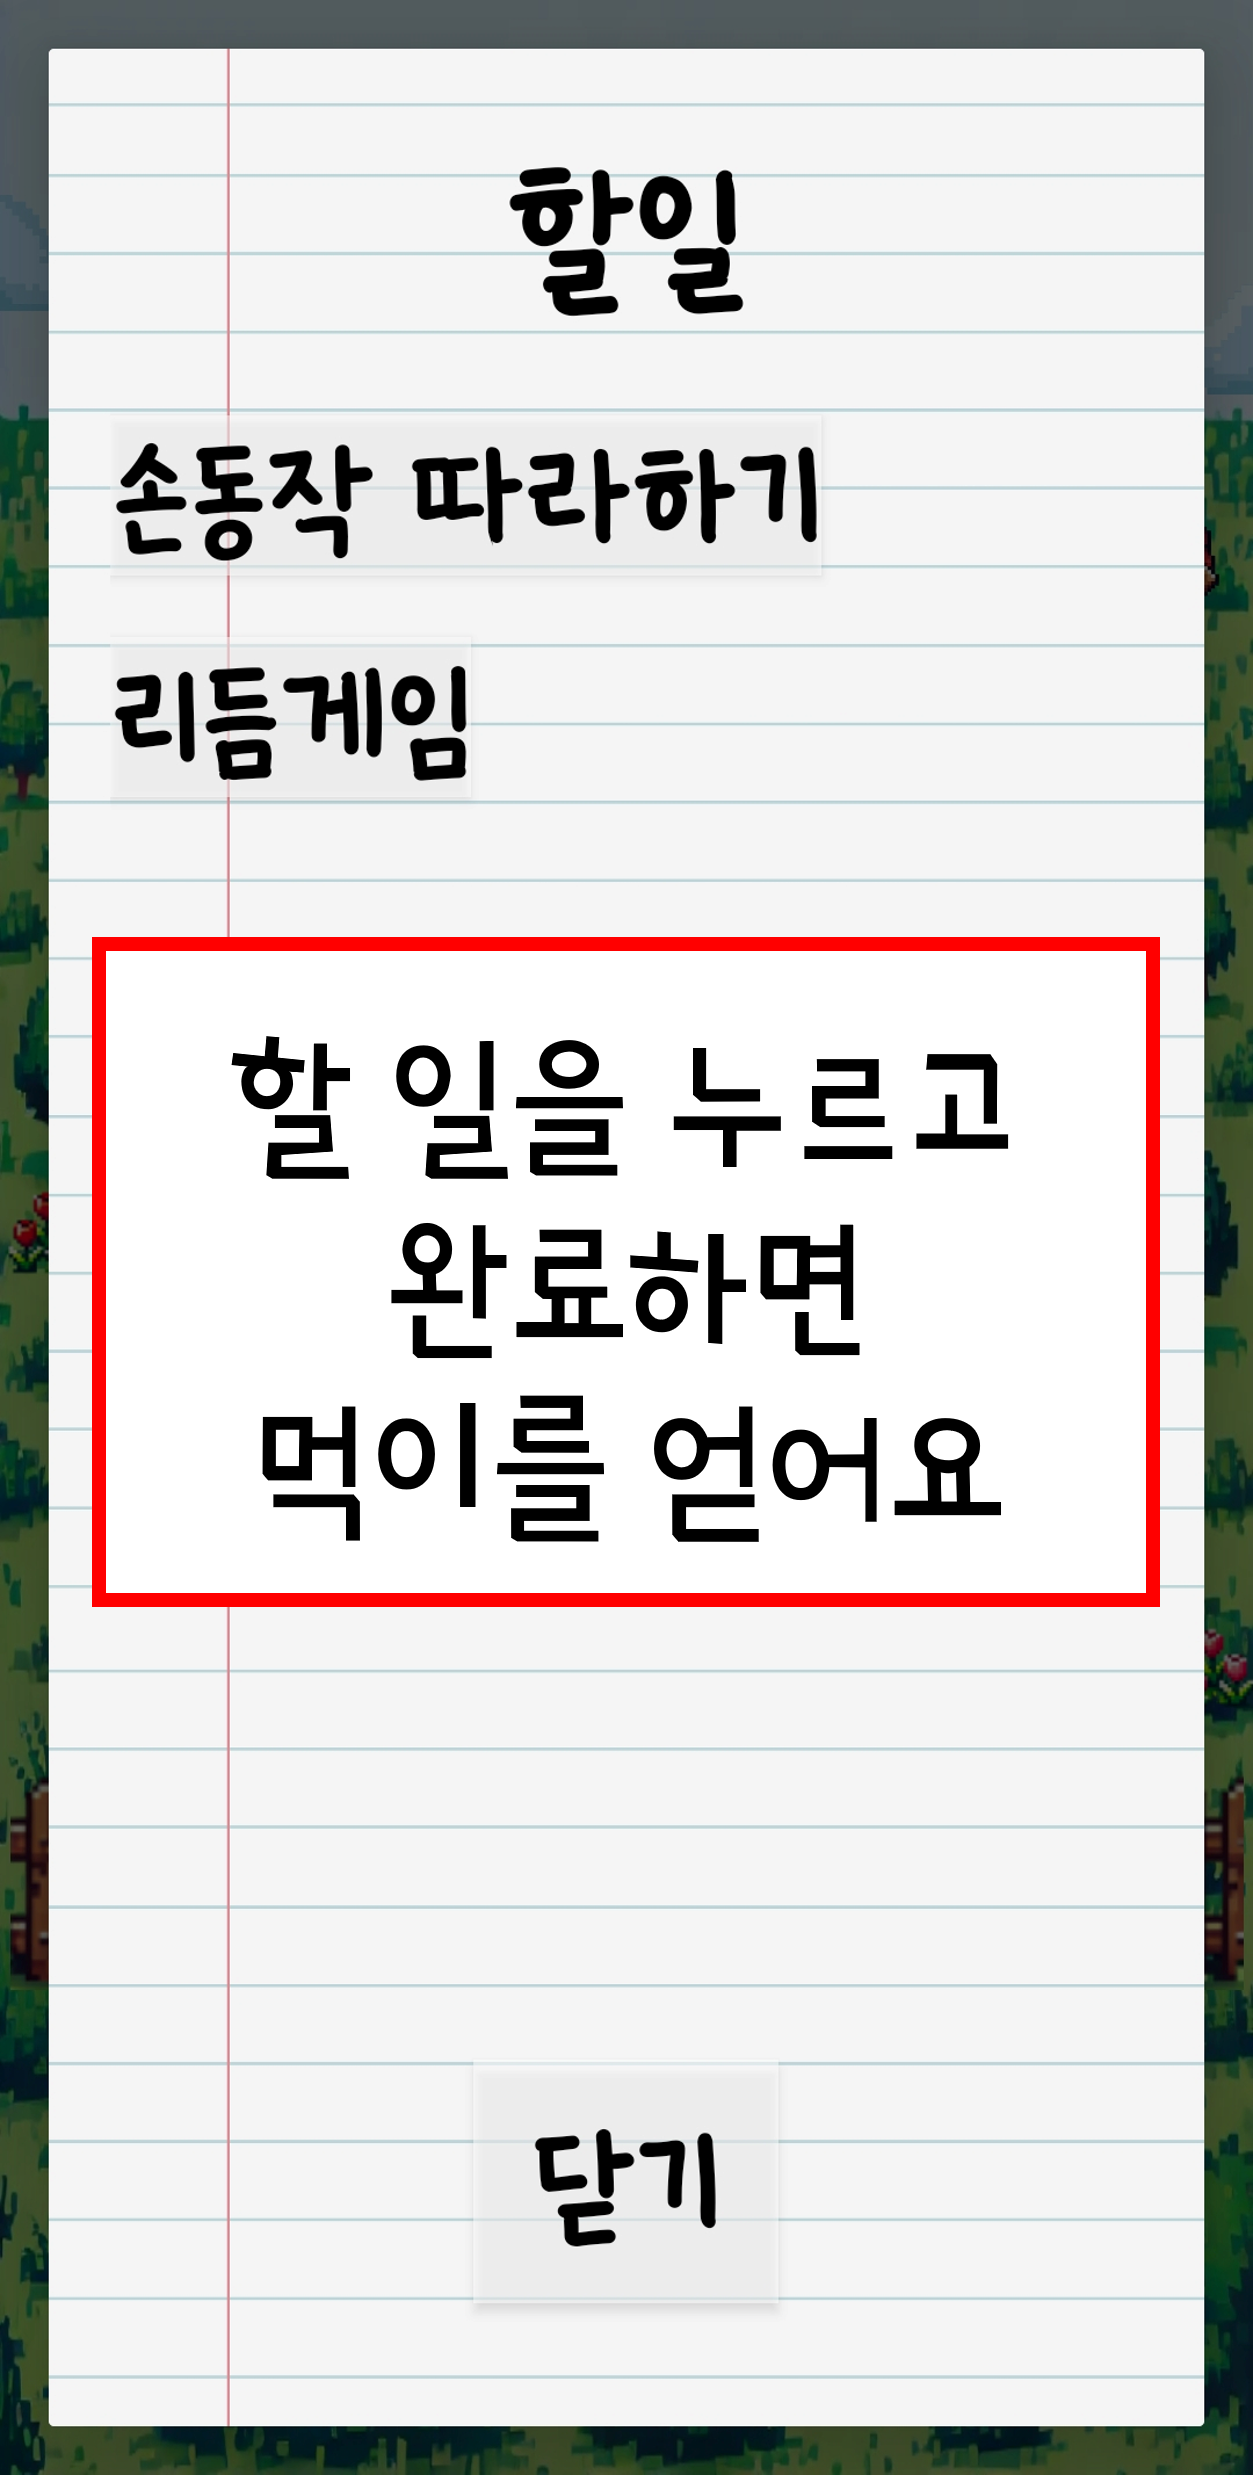 할일
손동작 따라하기
리듬게임
할 일을 누르고
완료하면
먹이를 얻어요
닫기